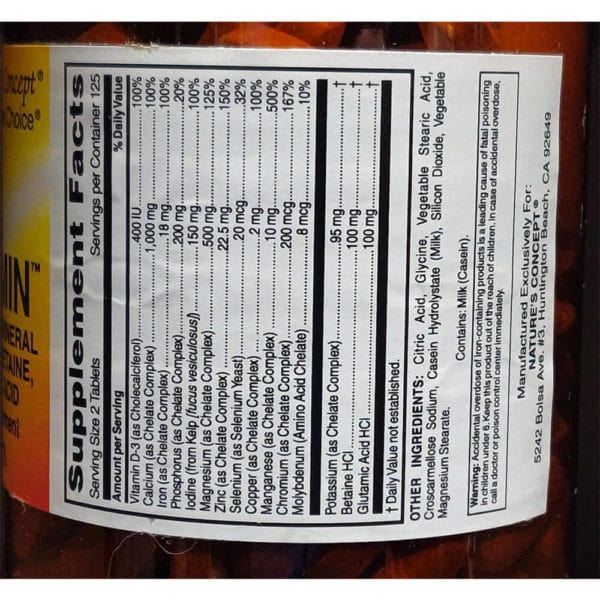 Concept®
Choice®
MIN™
NERAL
ETAINE,
ACID
ment
Supplement Facts
Serving Size 2 Tablets Servings per Container 125
Amount per Serving % Daily Value
Vitamin D-3 (as Cholecalciferol) 400 IU 100%
Calcium (as Chelate Complex) 1,000 mg 100%
Iron (as Chelate Complex) 18 mg 100%
Phosphorus (as Chelate Complex) 200 mg 20%
Iodine (from Kelp [fucus vesiculosus]) 150 mg 100%
Magnesium (as Chelate Complex) 500 mg 125%
Zinc (as Chelate Complex) 22.5 mg 150%
Selenium (as Selenium Yeast) 20 mcg 32%
Copper (as Chelate Complex) 2 mg 100%
Manganese (as Chelate Complex) 10 mg 500%
Chromium (as Chelate Complex) 200 mcg 167%
Molybdenum (Amino Acid Chelate) 8 mcg 10%
Potassium (as Chelate Complex) 95 mg †
Betaine HCl 100 mg †
Glutamic Acid HCl 100 mg †
† Daily Value not established.
OTHER INGREDIENTS: Citric Acid, Glycine, Vegetable Stearic Acid,
Croscarmellose Sodium, Casein Hydrolystate (Milk), Silicon Dioxide, Vegetable
Magnesium Stearate.
Contains: Milk (Casein).
Warning: Accidental overdose of iron-containing products is a leading cause of fatal poisoning
in children under 6. Keep this product out of the reach of children. In case of accidental overdose,
call a doctor or poison control center immediately.
Manufactured Exclusively For:
NATURE'S CONCEPT®
5242 Bolsa Ave. #3, Huntington Beach, CA 92649